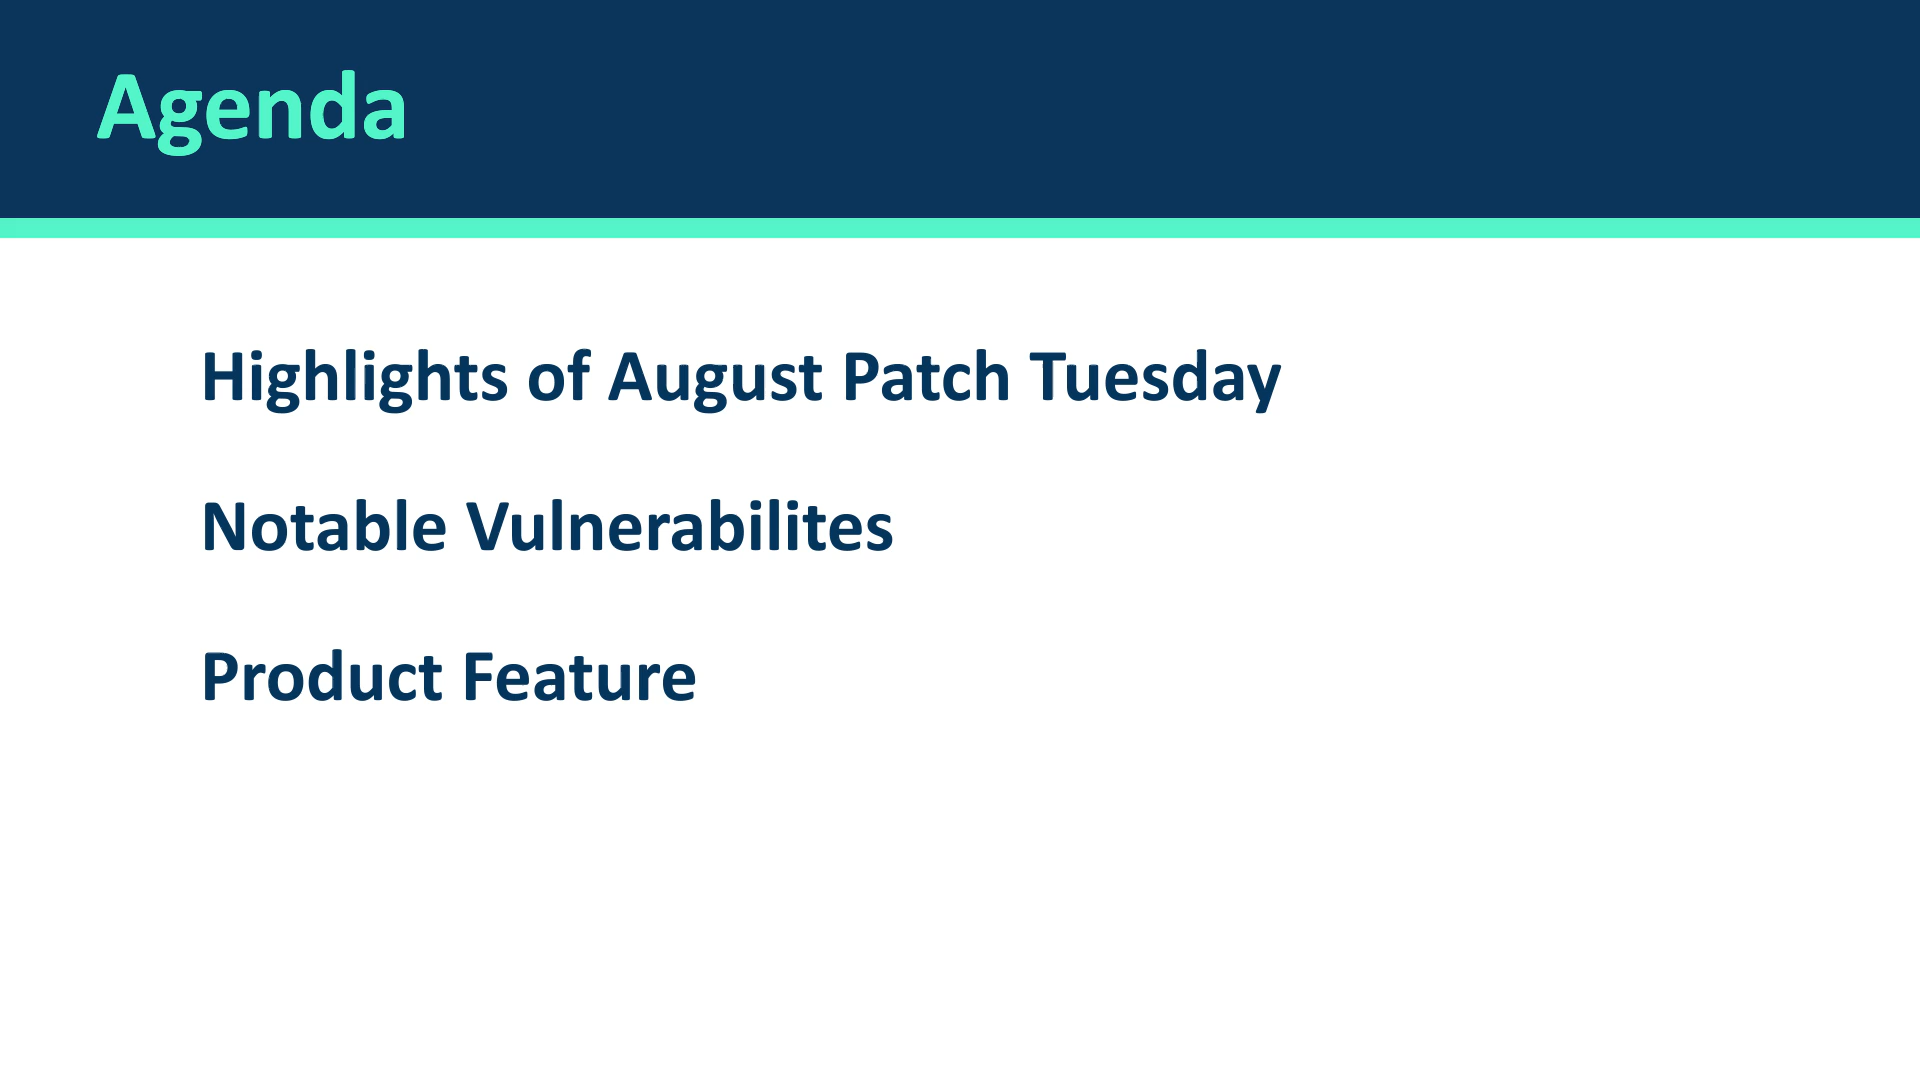 Agenda
Highlights of August Patch Tuesday
Notable Vulnerabilites
Product Feature